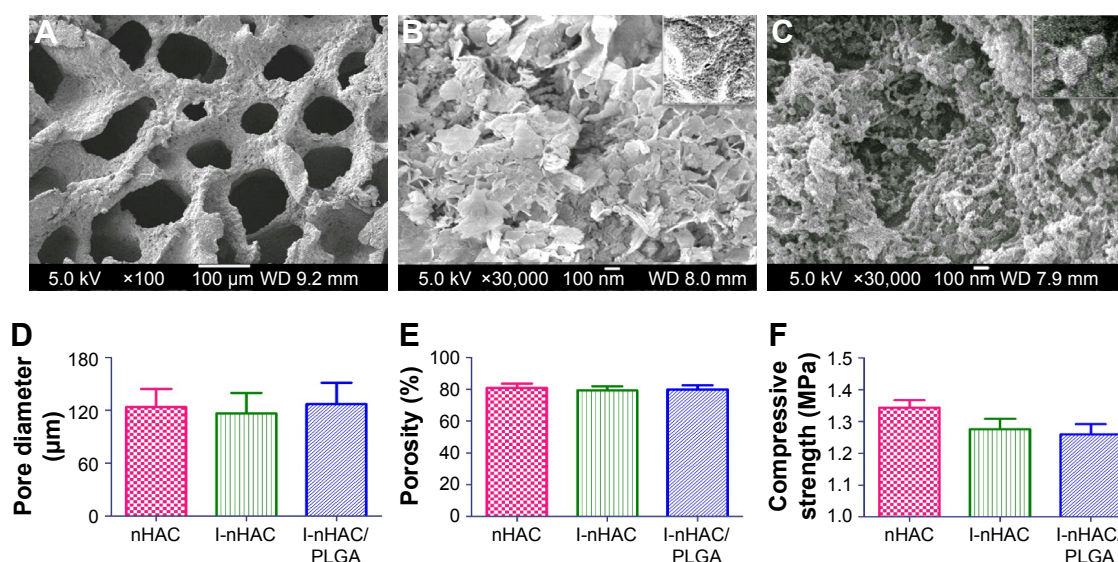 A
5.0 kV ×100 100 µm WD 9.2 mm
B
5.0 kV ×30,000 100 nm WD 8.0 mm
C
5.0 kV ×30,000 100 nm WD 7.9 mm
D
Pore diameter
(µm)
180
120
60
0
nHAC
I-nHAC
I-nHAC/
PLGA
E
Porosity (%)
100
80
60
40
20
0
nHAC
I-nHAC
I-nHAC/
PLGA
F
Compressive
strength (MPa)
1.5
1.4
1.3
1.2
1.1
1.0
nHAC
I-nHAC
I-nHAC/
PLGA